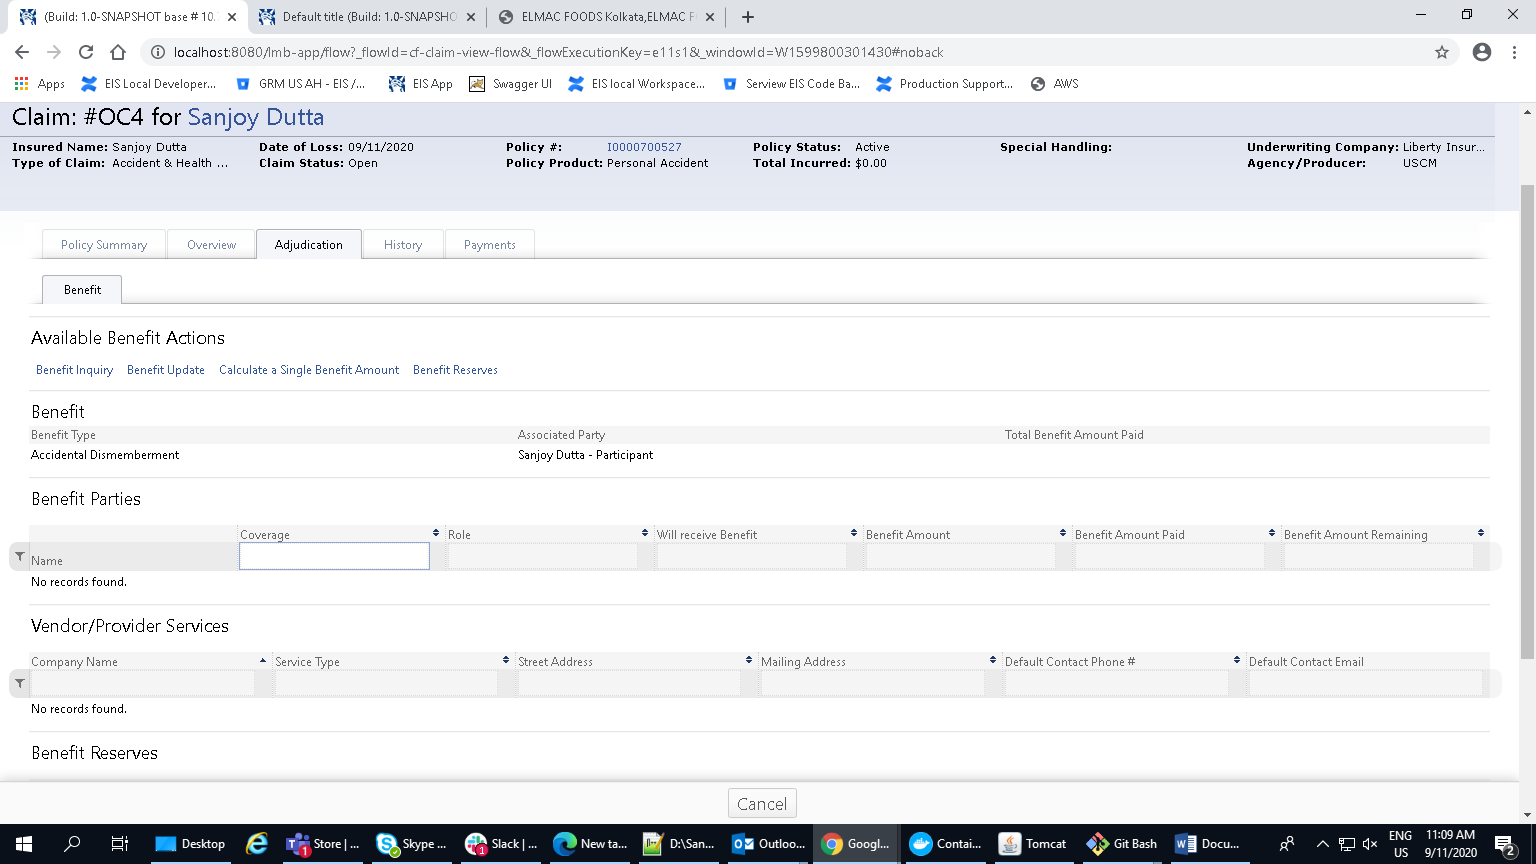 (Build: 1.0-SNAPSHOT base # 10.
Default title (Build: 1.0-SNAPSHO
ELMAC FOODS Kolkata,ELMAC F
localhost:8080/lmb-app/flow?_flowId=cf-claim-view-flow&_flowExecutionKey=e11s1&_windowId=W1599800301430#noback
Apps EIS Local Developer... GRM US AH - EIS /... EIS App Swagger UI EIS local Workspace... Serview EIS Code Ba... Production Support... AWS
Claim: #OC4 for Sanjoy Dutta
Insured Name: Sanjoy Dutta Date of Loss: 09/11/2020 Policy #: I0000700527 Policy Status: Active Special Handling: Underwriting Company: Liberty Insur...
Type of Claim: Accident & Health ... Claim Status: Open Policy Product: Personal Accident Total Incurred: $0.00 Agency/Producer: USCM
Policy Summary Overview Adjudication History Payments
Benefit
Available Benefit Actions
Benefit Inquiry Benefit Update Calculate a Single Benefit Amount Benefit Reserves
Benefit
Benefit Type Associated Party Total Benefit Amount Paid
Accidental Dismemberment Sanjoy Dutta - Participant
Benefit Parties
Coverage Role Will receive Benefit Benefit Amount Benefit Amount Paid Benefit Amount Remaining
Name
No records found.
Vendor/Provider Services
Company Name Service Type Street Address Mailing Address Default Contact Phone # Default Contact Email
No records found.
Benefit Reserves
Cancel
Desktop Store | ... Skype ... Slack | ... New ta... D:\San... Outloo... Googl... Contai... Tomcat Git Bash Docu...
1
1
ENG
US
11:09 AM
9/11/2020
2